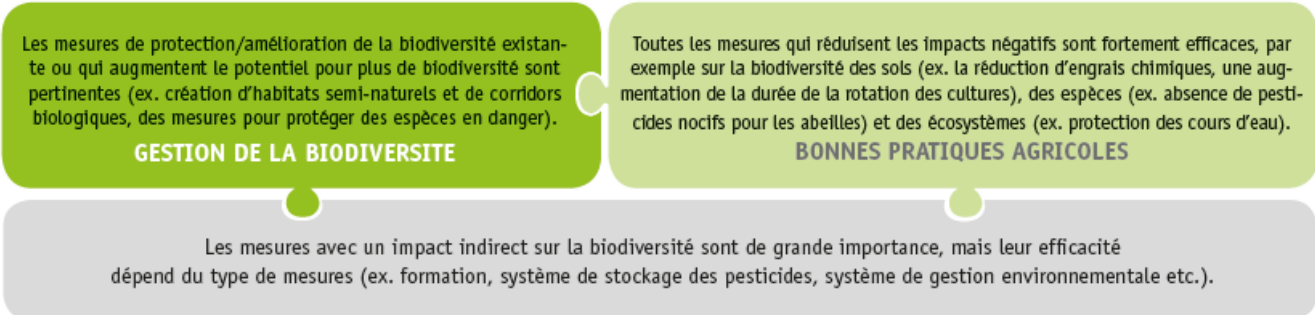 Les mesures de protection/amélioration de la biodiversité existan-
te ou qui augmentent le potentiel pour plus de biodiversité sont
pertinentes (ex. création d'habitats semi-naturels et de corridors
biologiques, des mesures pour protéger des espèces en danger).
GESTION DE LA BIODIVERSITE
Toutes les mesures qui réduisent les impacts négatifs sont fortement efficaces, par
exemple sur la biodiversité des sols (ex. la réduction d'engrais chimiques, une aug-
mentation de la durée de la rotation des cultures), des espèces (ex. absence de pesti-
cides nocifs pour les abeilles) et des écosystèmes (ex. protection des cours d'eau).
BONNES PRATIQUES AGRICOLES
Les mesures avec un impact indirect sur la biodiversité sont de grande importance, mais leur efficacité
dépend du type de mesures (ex. formation, système de stockage des pesticides, système de gestion environnementale etc.).